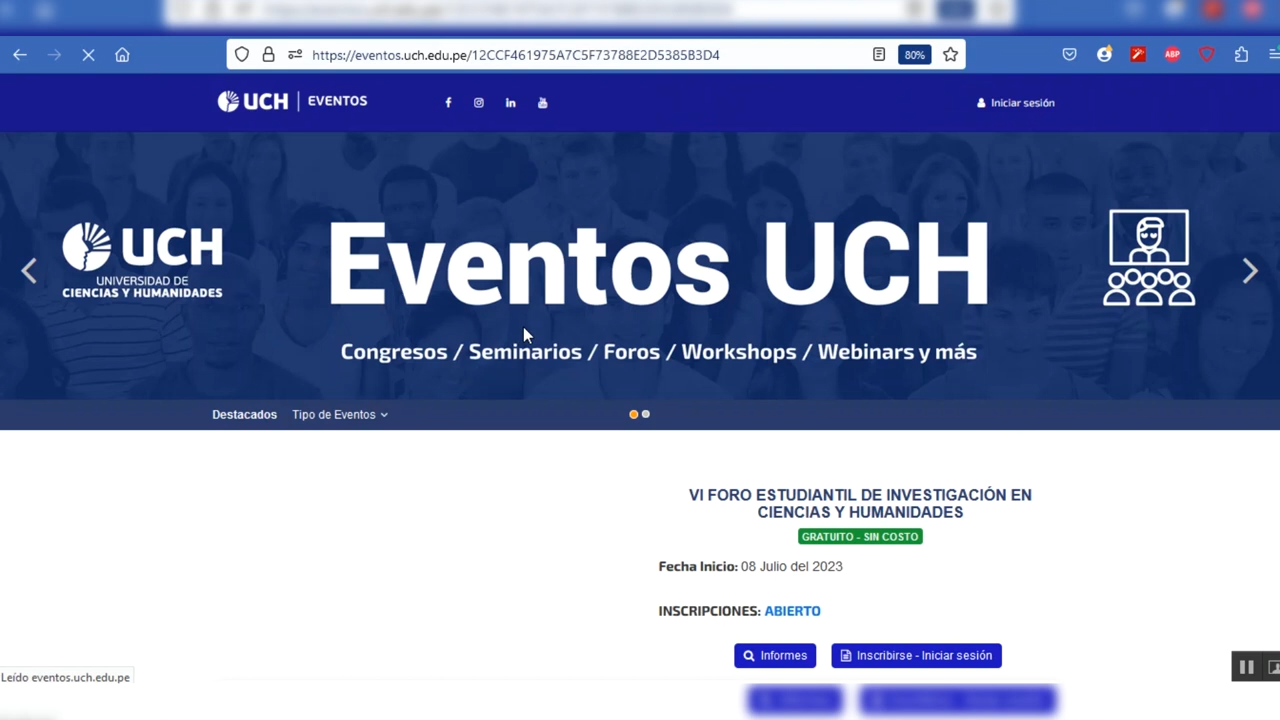 https://eventos.uch.edu.pe/12CCF461975A7C5F73788E2D5385B3D4
80%
ABP
UCH | EVENTOS
Iniciar sesión
UCH
UNIVERSIDAD DE
CIENCIAS Y HUMANIDADES
Eventos UCH
Congresos / Seminarios / Foros / Workshops / Webinars y más
Destacados
Tipo de Eventos
VI FORO ESTUDIANTIL DE INVESTIGACIÓN EN
CIENCIAS Y HUMANIDADES
GRATUITO - SIN COSTO
Fecha Inicio: 08 Julio del 2023
INSCRIPCIONES: ABIERTO
Informes
Inscribirse - Iniciar sesión
Leído eventos.uch.edu.pe